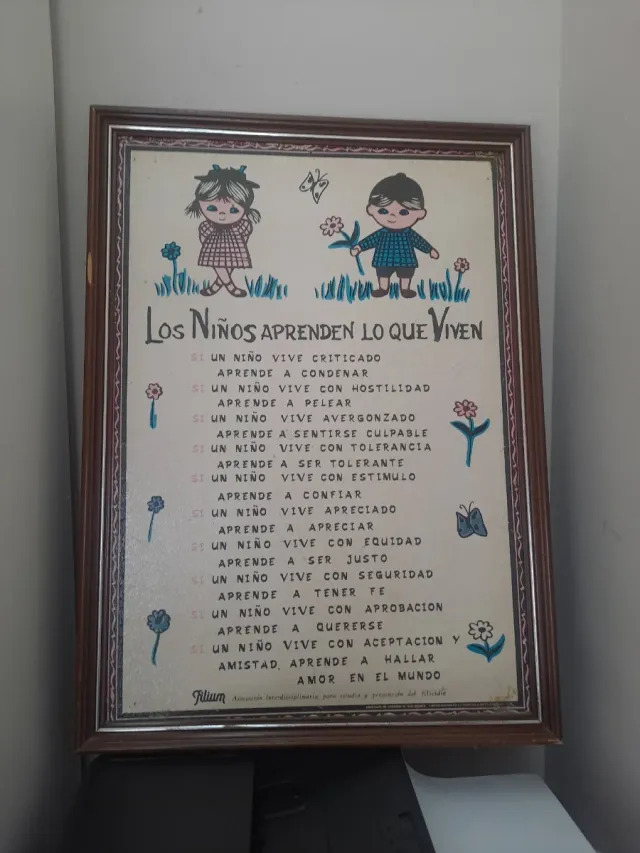 LOS NIÑOS APRENDEN LO QUE VIVEN
SI UN NIÑO VIVE CRITICADO
APRENDE A CONDENAR
SI UN NIÑO VIVE CON HOSTILIDAD
APRENDE A PELEAR
SI UN NIÑO VIVE AVERGONZADO
APRENDE A SENTIRSE CULPABLE
SI UN NIÑO VIVE CON TOLERANCIA
APRENDE A SER TOLERANTE
SI UN NIÑO VIVE CON ESTIMULO
APRENDE A CONFIAR
SI UN NIÑO VIVE APRECIADO
APRENDE A APRECIAR
SI UN NIÑO VIVE CON EQUIDAD
APRENDE A SER JUSTO
SI UN NIÑO VIVE CON SEGURIDAD
APRENDE A TENER FE
SI UN NIÑO VIVE CON APROBACION
APRENDE A QUERERSE
SI UN NIÑO VIVE CON ACEPTACION Y
AMISTAD, APRENDE A HALLAR
AMOR EN EL MUNDO
Filium Asociación interdisciplinaria para estudio y prevención del filicidio